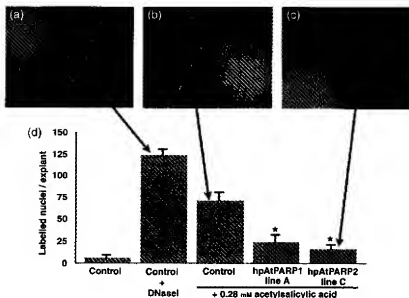 (a)
(b)
(c)
(d)
Labelled nuclei / explant
150
125
100
75
50
25
0
*
*
Control
Control + DNaseI
Control
hpAtPARP1 line A
hpAtPARP2 line C
+ 0.28 mM acetylsalicylic acid